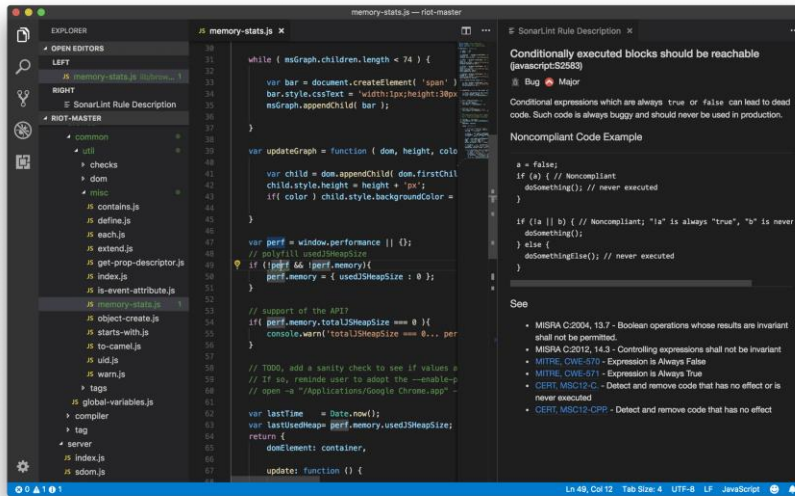 memory-stats.js — riot-master
EXPLORER
OPEN EDITORS
LEFT
JS memory-stats.js lib/brow... 1
RIGHT
SonarLint Rule Description
RIOT-MASTER
common
util
checks
dom
misc
JS contains.js
JS define.js
JS each.js
JS extend.js
JS get-prop-descriptor.js
JS index.js
JS is-event-attribute.js
JS memory-stats.js 1
JS object-create.js
JS starts-with.js
JS to-camel.js
JS uid.js
JS warn.js
tags
JS global-variables.js
compiler
tag
server
JS index.js
JS sdom.js
JS memory-stats.js ×
30
31 while ( msGraph.children.length < 74 ) {
32
33 var bar = document.createElement( 'span' )
34 bar.style.cssText = 'width:1px;height:30px
35 msGraph.appendChild( bar );
36
37 }
38
39 var updateGraph = function ( dom, height, colo
40
41 var child = dom.appendChild( dom.firstChil
42 child.style.height = height + 'px';
43 if( color ) child.style.backgroundColor =
44
45 }
46
47 var perf = window.performance || {};
48 // polyfill usedJSHeapSize
49 if (!perf && !perf.memory){
50 perf.memory = { usedJSHeapSize : 0 };
51 }
52
53 // support of the API?
54 if( perf.memory.totalJSHeapSize === 0 ){
55 console.warn('totalJSHeapSize === 0... per
56 }
57
58 // TODO, add a sanity check to see if values a
59 // If so, remind user to adopt the --enable-p
60 // open -a "/Applications/Google Chrome.app" -
61
62 var lastTime = Date.now();
63 var lastUsedHeap= perf.memory.usedJSHeapSize;
64 return {
65 domElement: container,
66
67 update: function () {
SonarLint Rule Description ×
Conditionally executed blocks should be reachable
(javascript:S2583)
Bug Major
Conditional expressions which are always true or false can lead to dead
code. Such code is always buggy and should never be used in production.
Noncompliant Code Example
a = false;
if (a) { // Noncompliant
doSomething(); // never executed
}
if (!a || b) { // Noncompliant; "!a" is always "true", "b" is never
doSomething();
} else {
doSomethingElse(); // never executed
}
See
• MISRA C:2004, 13.7 - Boolean operations whose results are invariant
shall not be permitted.
• MISRA C:2012, 14.3 - Controlling expressions shall not be invariant
• MITRE, CWE-570 - Expression is Always False
• MITRE, CWE-571 - Expression is Always True
• CERT, MSC12-C. - Detect and remove code that has no effect or is
never executed
• CERT, MSC12-CPP. - Detect and remove code that has no effect
0 1 1
Ln 49, Col 12 Tab Size: 4 UTF-8 LF JavaScript